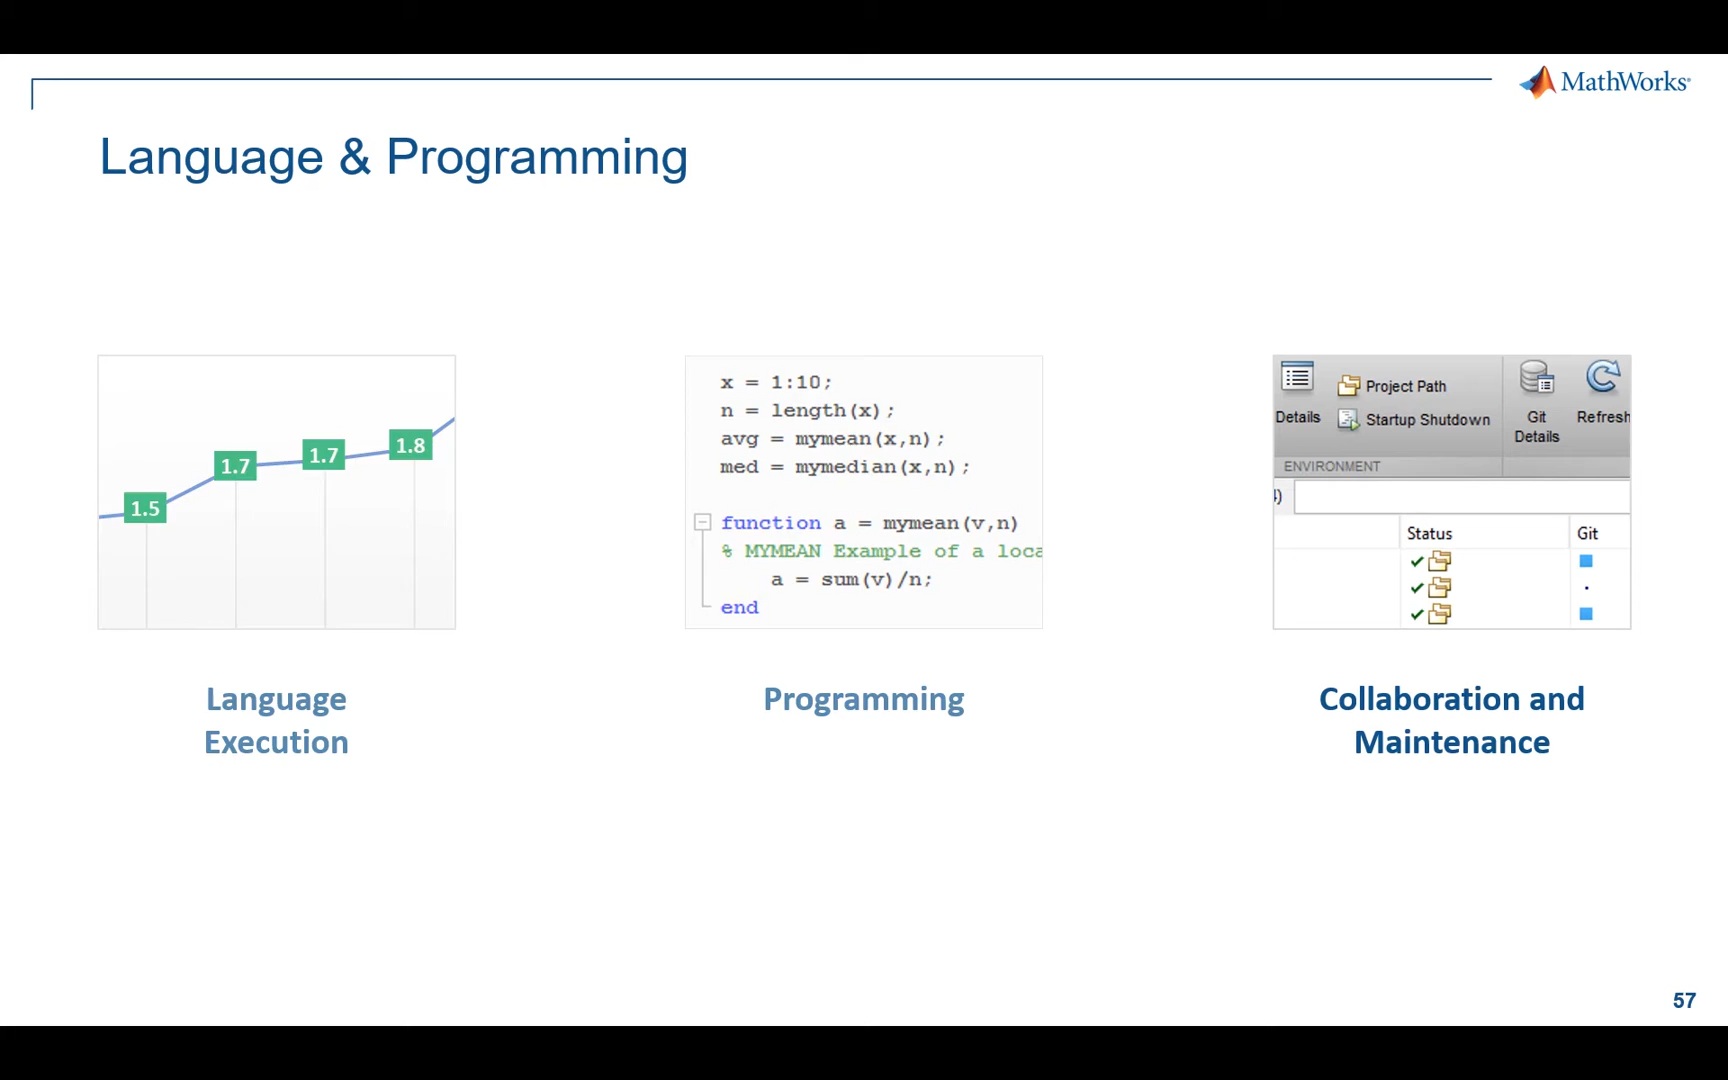 MathWorks®
Language & Programming
1.5
1.7
1.7
1.8
x = 1:10;
n = length(x);
avg = mymean(x,n);
med = mymedian(x,n);
function a = mymean(v,n)
% MYMEAN Example of a loca
a = sum(v)/n;
end
Details
Project Path
Startup Shutdown
Git
Details
Refresh
ENVIRONMENT
Status
Git
Language
Execution
Programming
Collaboration and
Maintenance
57